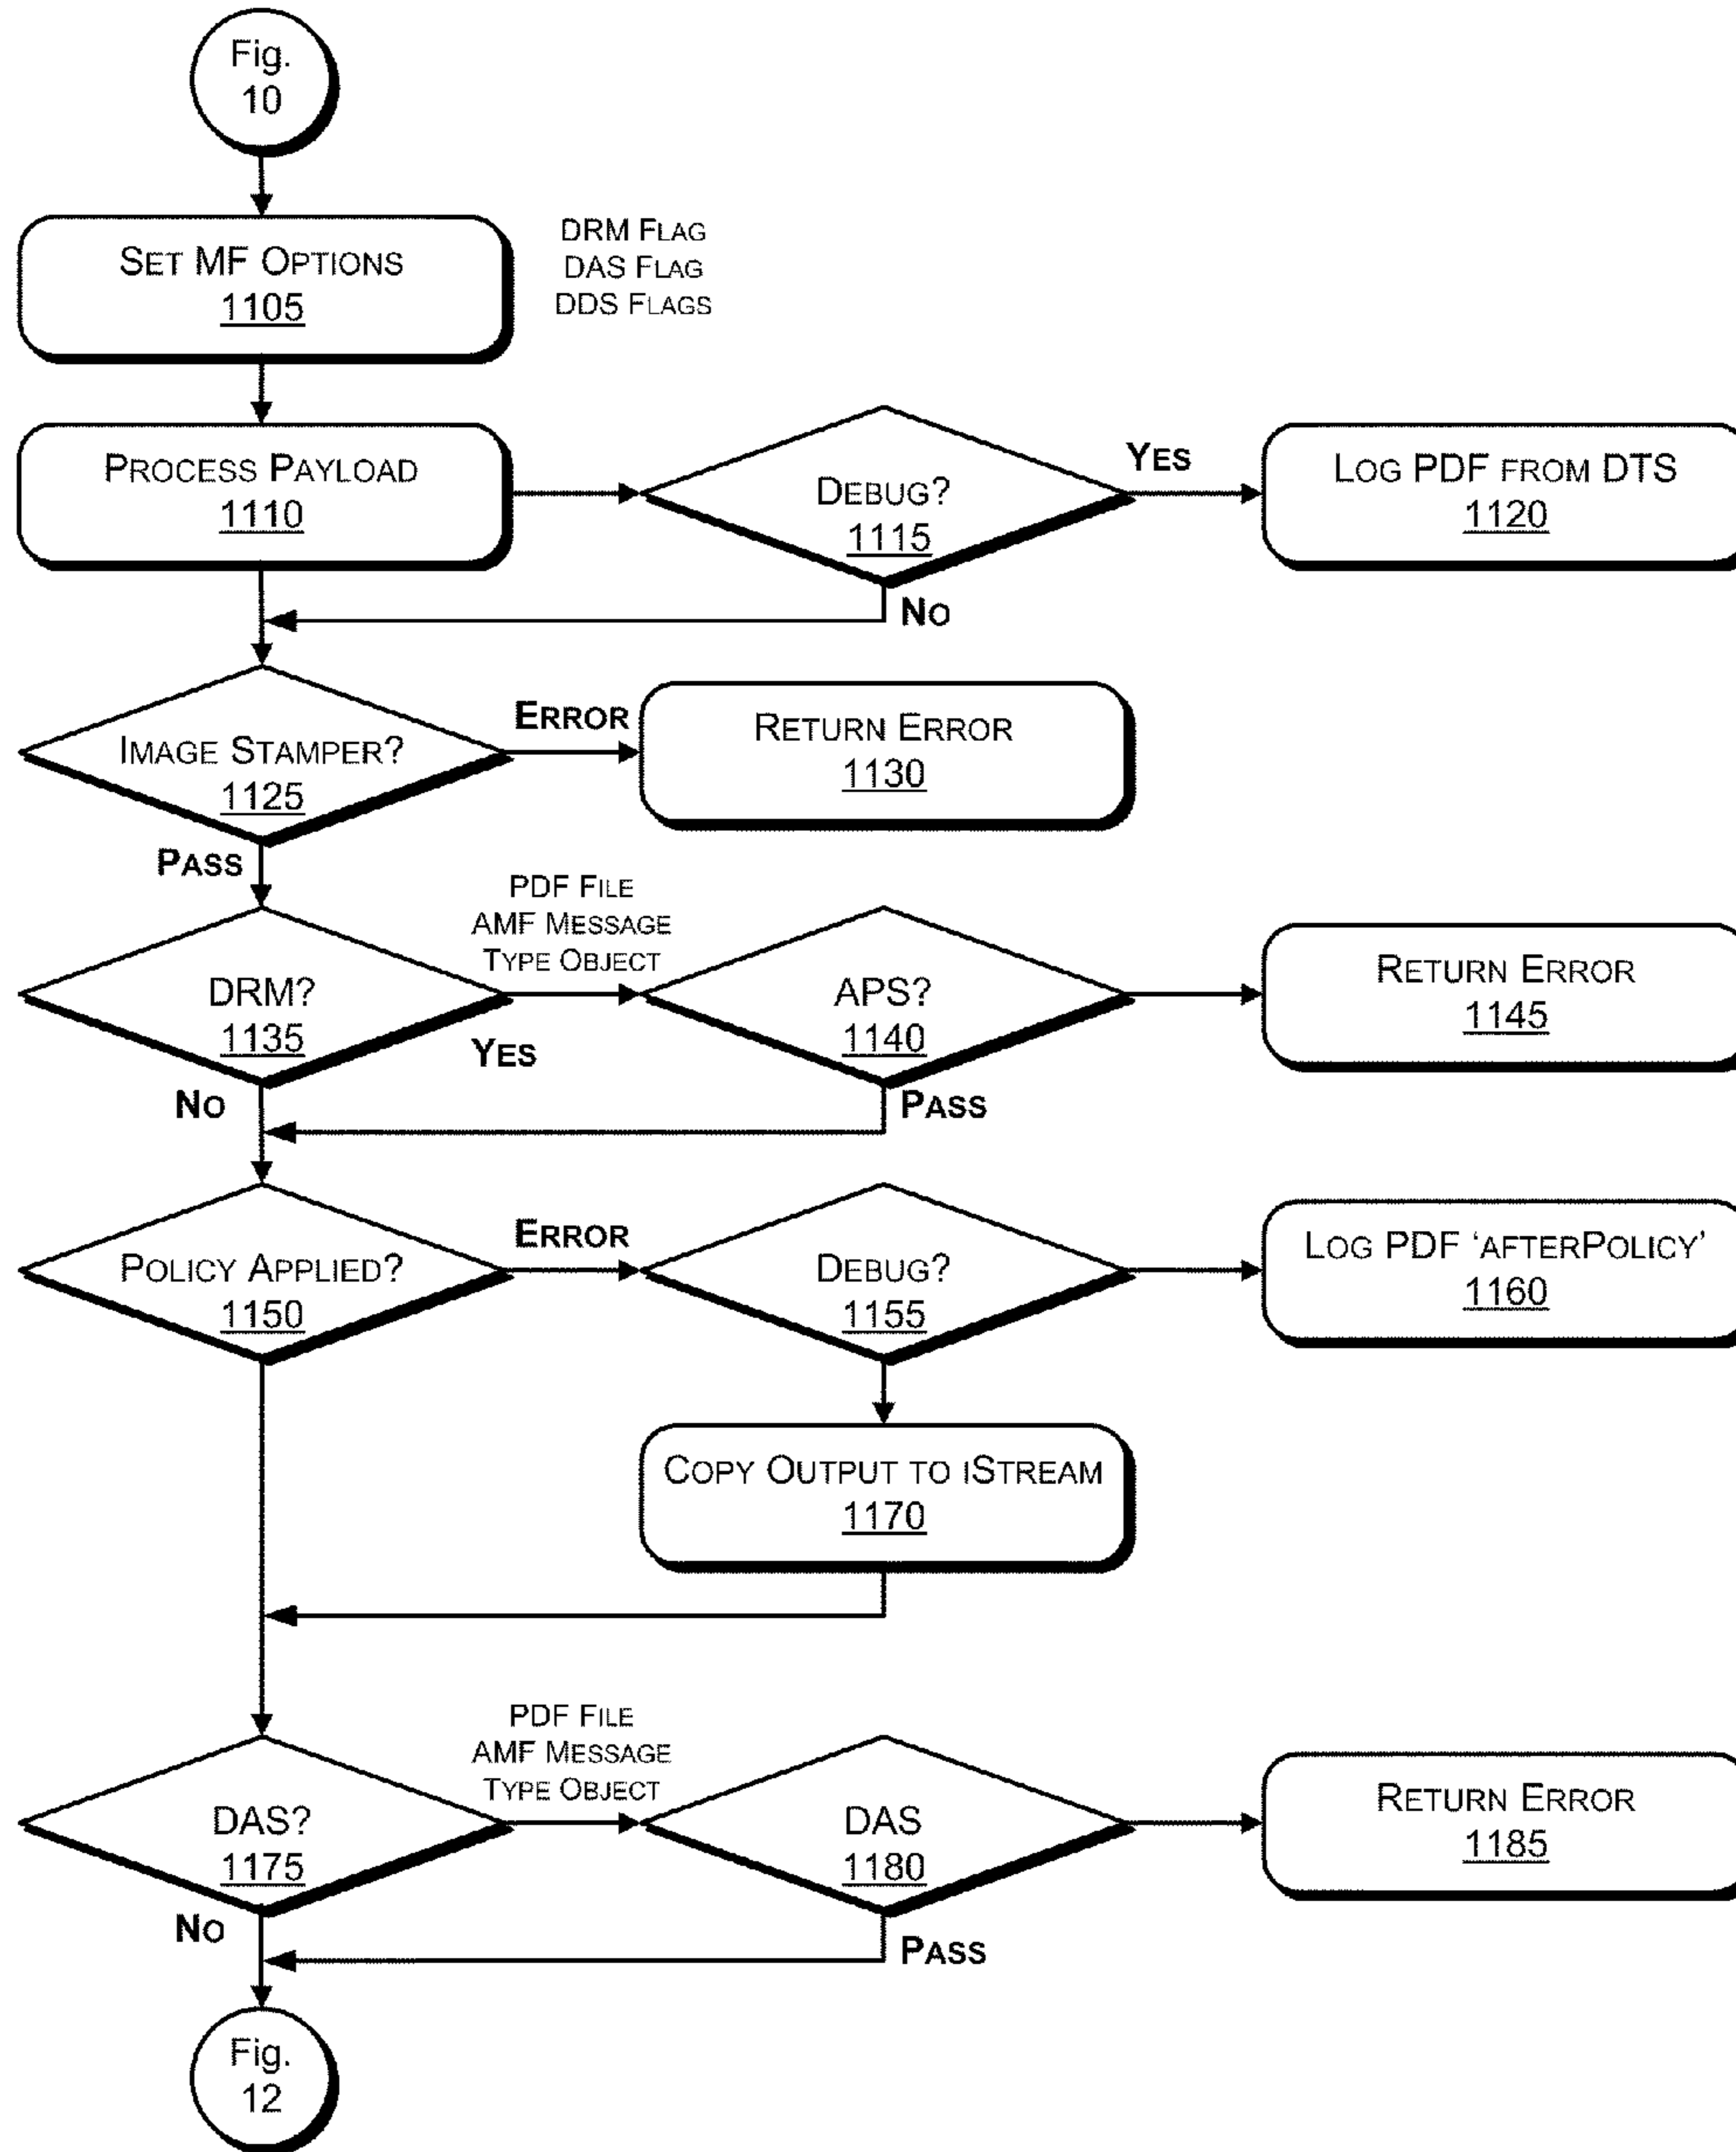 Fig.
10
SET MF OPTIONS
1105
DRM FLAG
DAS FLAG
DDS FLAGS
PROCESS PAYLOAD
1110
DEBUG?
1115
YES
LOG PDF FROM DTS
1120
NO
IMAGE STAMPER?
1125
ERROR
RETURN ERROR
1130
PASS
DRM?
1135
PDF FILE
AMF MESSAGE
TYPE OBJECT
YES
APS?
1140
RETURN ERROR
1145
NO
PASS
POLICY APPLIED?
1150
ERROR
DEBUG?
1155
LOG PDF ‘AFTERPOLICY’
1160
COPY OUTPUT TO ISTREAM
1170
DAS?
1175
PDF FILE
AMF MESSAGE
TYPE OBJECT
DAS
1180
RETURN ERROR
1185
NO
PASS
Fig.
12